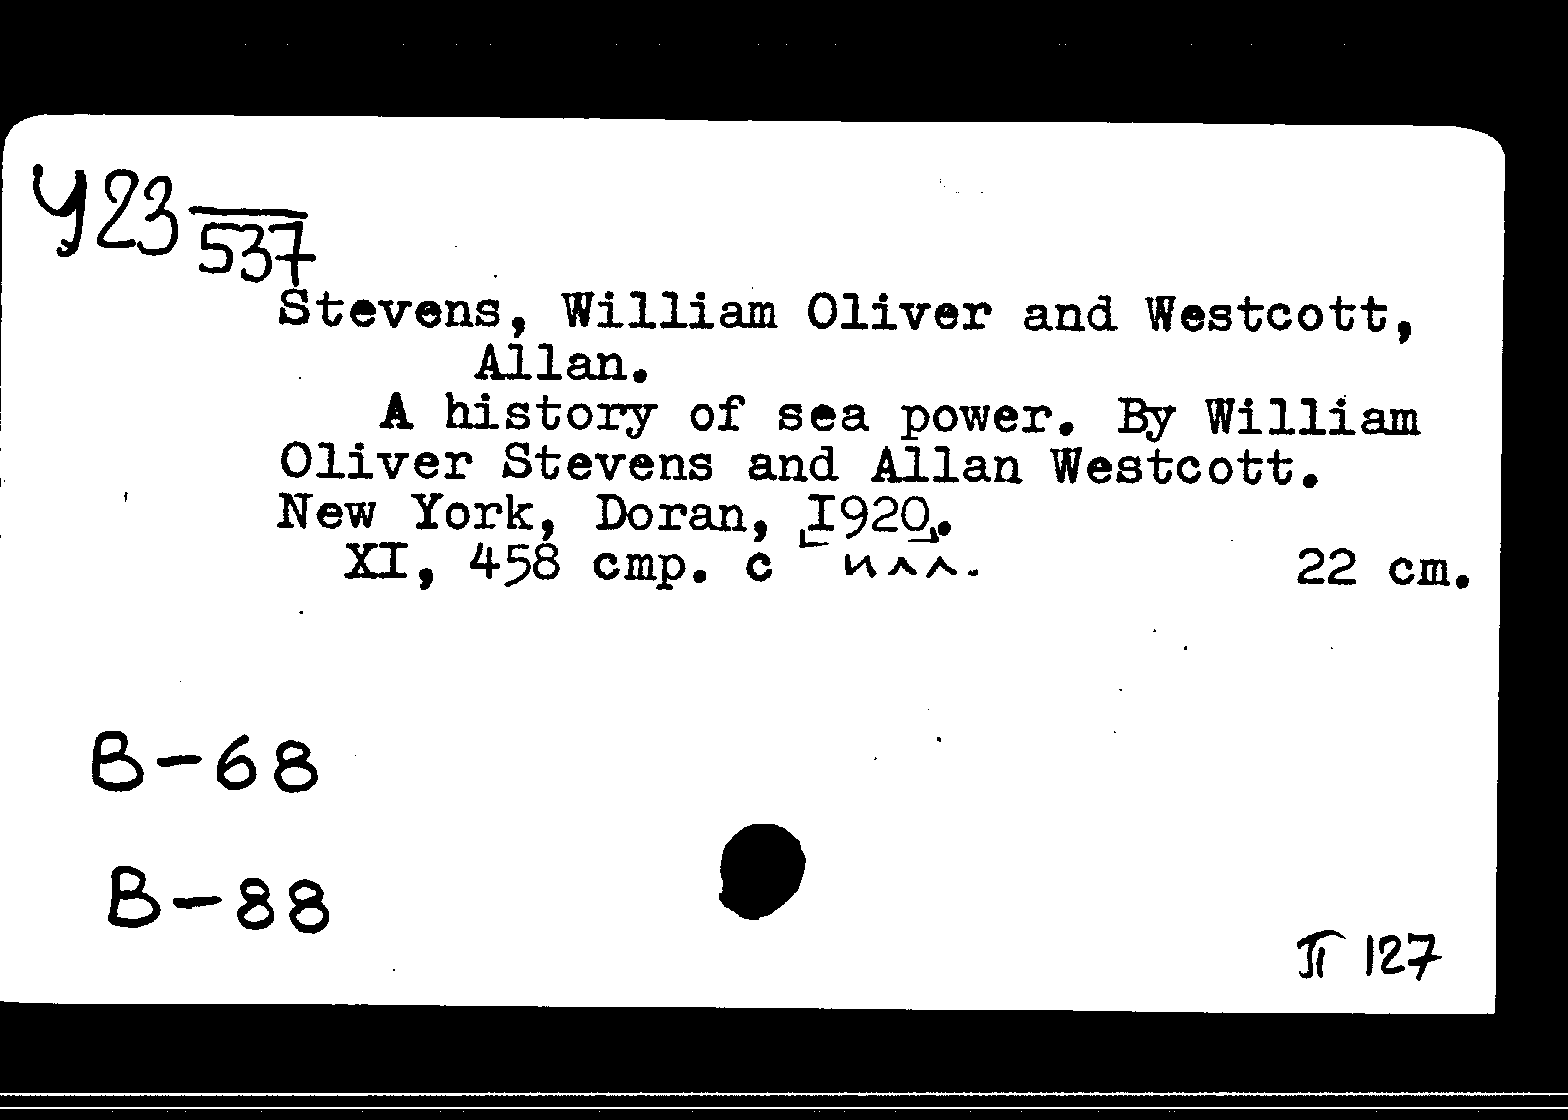 У23
537
Stevens, William Oliver and Westcott,
Allan.
A history of sea power. By William
Oliver Stevens and Allan Westcott.
New York, Doran, [1920].
XI, 458 стр. с илл. 22 см.
В-68
В-88
П 127